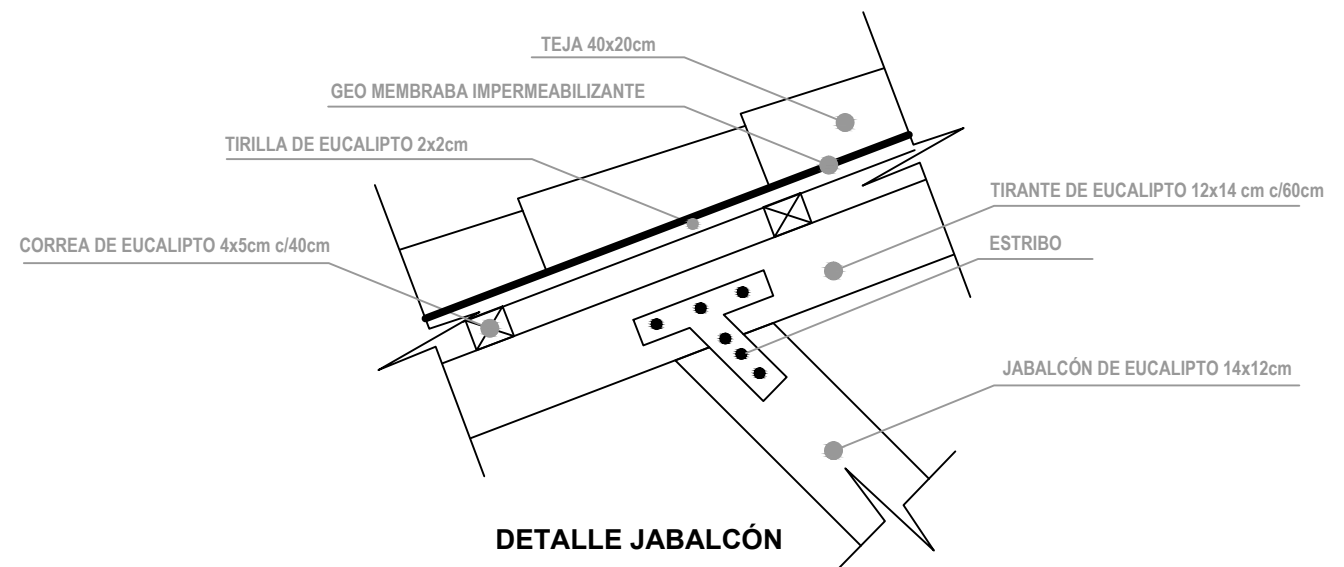 TEJA 40x20cm
GEO MEMBRABA IMPERMEABILIZANTE
TIRILLA DE EUCALIPTO 2x2cm
TIRANTE DE EUCALIPTO 12x14 cm c/60cm
CORREA DE EUCALIPTO 4x5cm c/40cm
ESTRIBO
JABALCÓN DE EUCALIPTO 14x12cm
DETALLE JABALCÓN